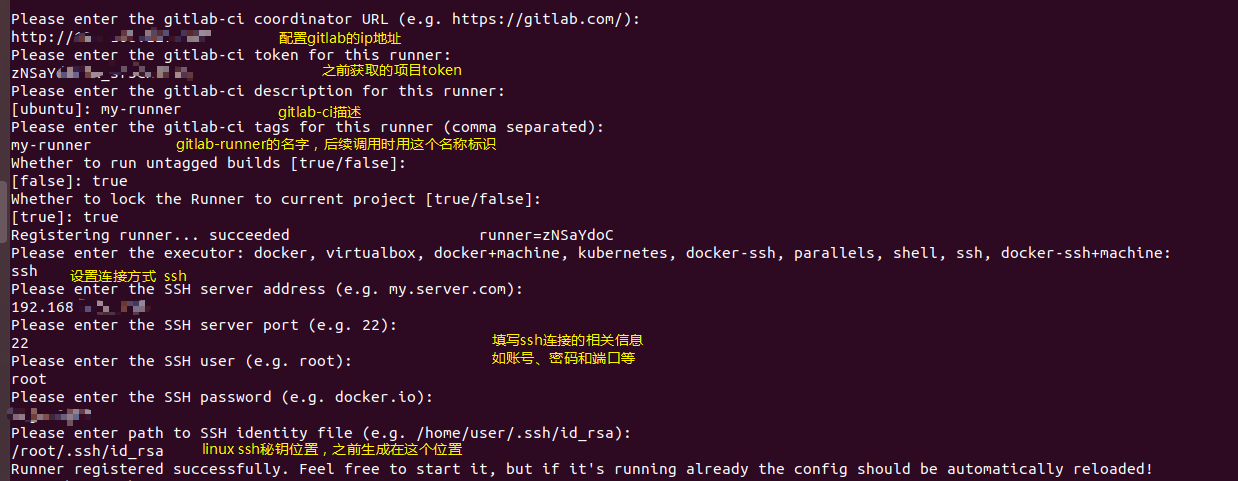 Please enter the gitlab-ci coordinator URL (e.g. https://gitlab.com/):
http:// 配置gitlab的ip地址
Please enter the gitlab-ci token for this runner:
zNSaYd 之前获取的项目token
Please enter the gitlab-ci description for this runner:
[ubuntu]: my-runner gitlab-ci描述
Please enter the gitlab-ci tags for this runner (comma separated):
my-runner gitlab-runner的名字，后续调用时用这个名称标识
Whether to run untagged builds [true/false]:
[false]: true
Whether to lock the Runner to current project [true/false]:
[true]: true
Registering runner... succeeded runner=zNSaYdoC
Please enter the executor: docker, virtualbox, docker+machine, kubernetes, docker-ssh, parallels, shell, ssh, docker-ssh+machine:
ssh 设置连接方式 ssh
Please enter the SSH server address (e.g. my.server.com):
192.168
Please enter the SSH server port (e.g. 22):
22 填写ssh连接的相关信息
Please enter the SSH user (e.g. root): 如账号、密码和端口等
root
Please enter the SSH password (e.g. docker.io):
Please enter path to SSH identity file (e.g. /home/user/.ssh/id_rsa):
/root/.ssh/id_rsa linux ssh秘钥位置，之前生成在这个位置
Runner registered successfully. Feel free to start it, but if it's running already the config should be automatically reloaded!